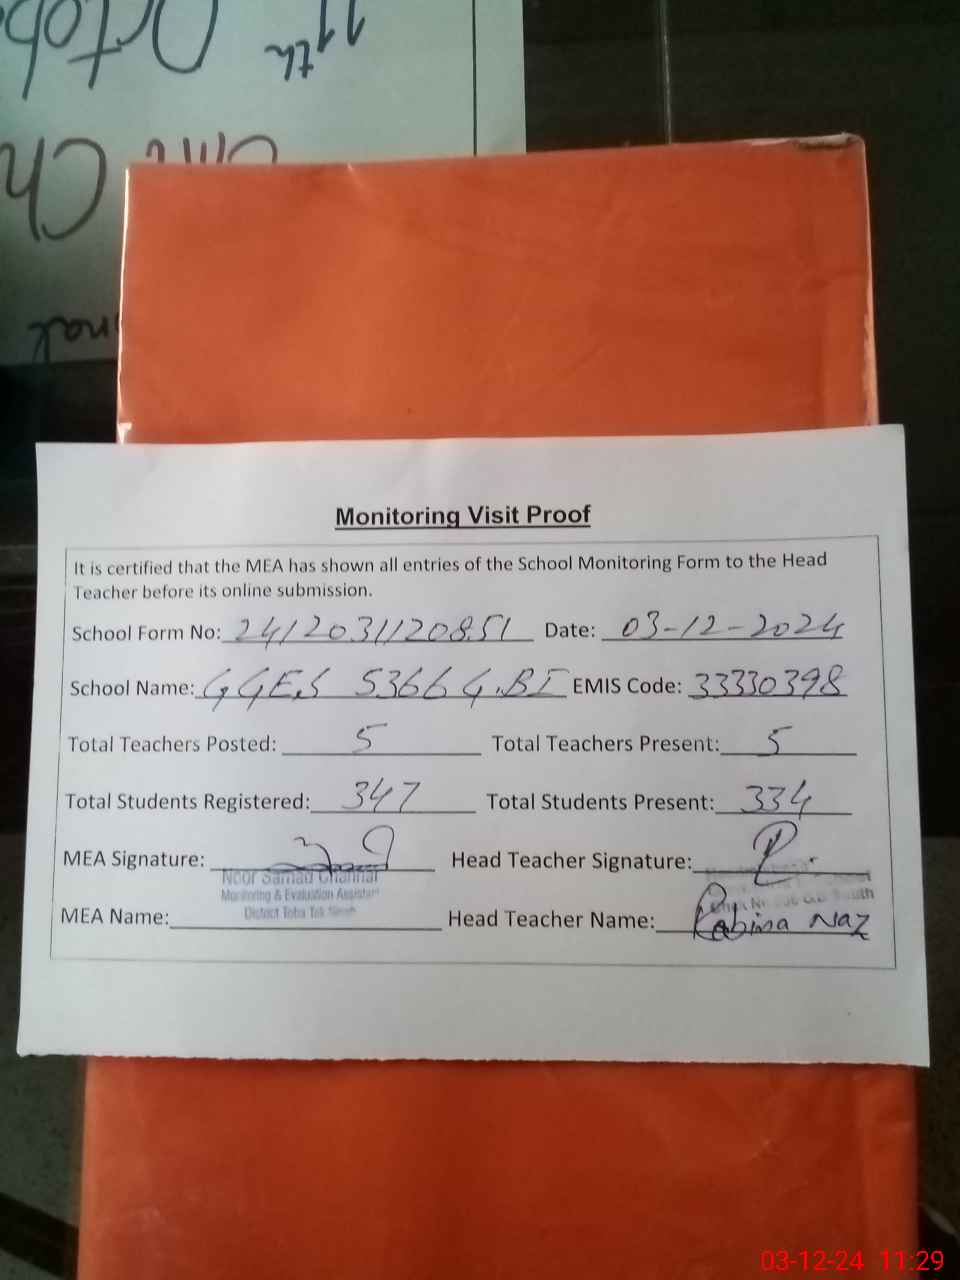 11th
Monitoring Visit Proof
It is certified that the MEA has shown all entries of the School Monitoring Form to the Head
Teacher before its online submission.
School Form No: 24120311120851 Date: 03-12-2024
School Name: GGES 5366 G.BI EMIS Code: 33330398
Total Teachers Posted: 5 Total Teachers Present: 5
Total Students Registered: 347 Total Students Present: 334
MEA Signature: Head Teacher Signature:
Noor Samad Channar
Monitoring & Evaluation Assistant
District Toba Tek Singh
MEA Name: Head Teacher Name: Rabina Naz
03-12-24 11:29